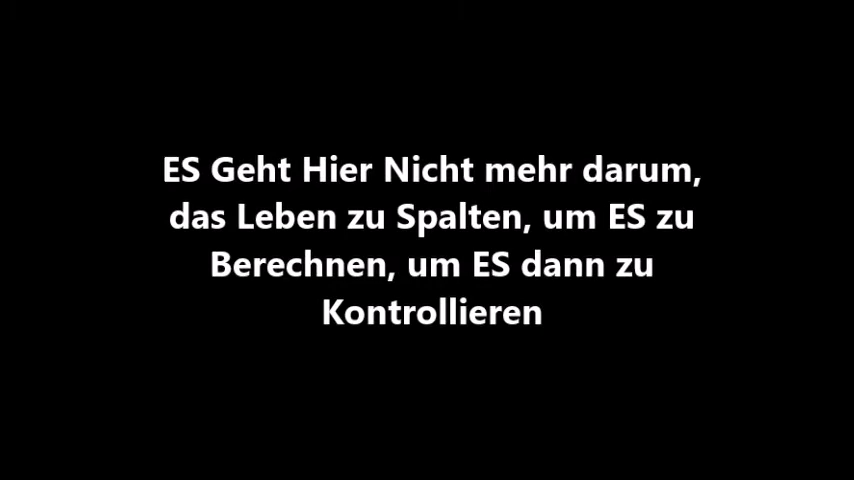 ES Geht Hier Nicht mehr darum,
das Leben zu Spalten, um ES zu
Berechnen, um ES dann zu
Kontrollieren